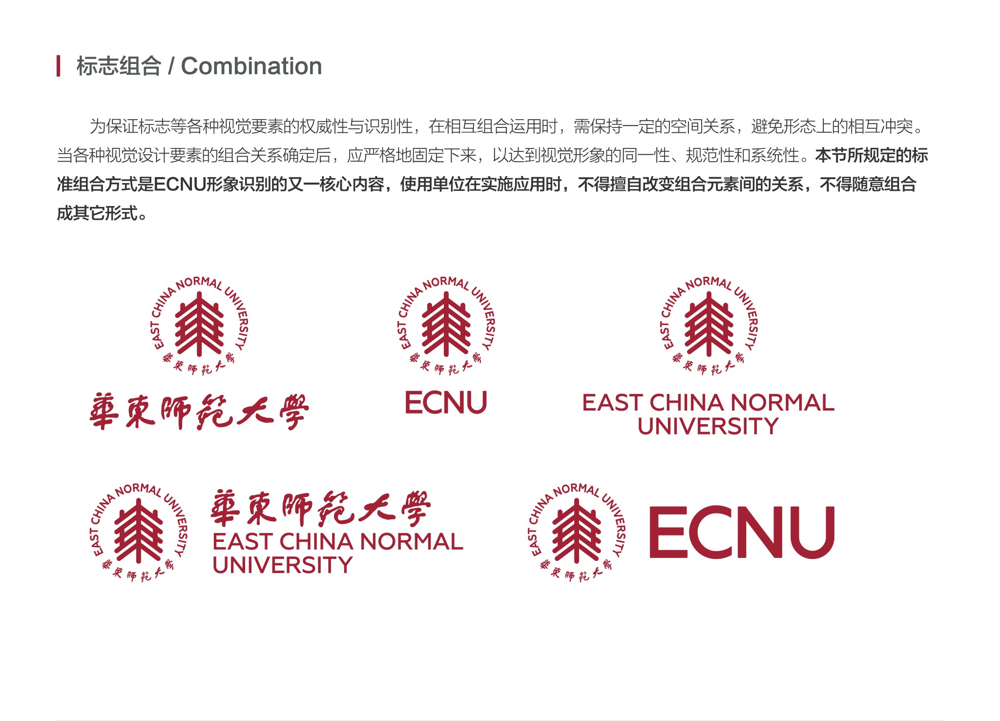 标志组合 / Combination
为保证标志等各种视觉要素的权威性与识别性，在相互组合运用时，需保持一定的空间关系，避免形态上的相互冲突。
当各种视觉设计要素的组合关系确定后，应严格地固定下来，以达到视觉形象的同一性、规范性和系统性。本节所规定的标
准组合方式是ECNU形象识别的又一核心内容，使用单位在实施应用时，不得擅自改变组合元素间的关系，不得随意组合
成其它形式。
EAST CHINA NORMAL UNIVERSITY
華東師範大學
華東師範大學
EAST CHINA NORMAL UNIVERSITY
華東師範大學
ECNU
EAST CHINA NORMAL UNIVERSITY
華東師範大學
EAST CHINA NORMAL
UNIVERSITY
EAST CHINA NORMAL UNIVERSITY
華東師範大學
華東師範大學
EAST CHINA NORMAL
UNIVERSITY
EAST CHINA NORMAL UNIVERSITY
華東師範大學
ECNU